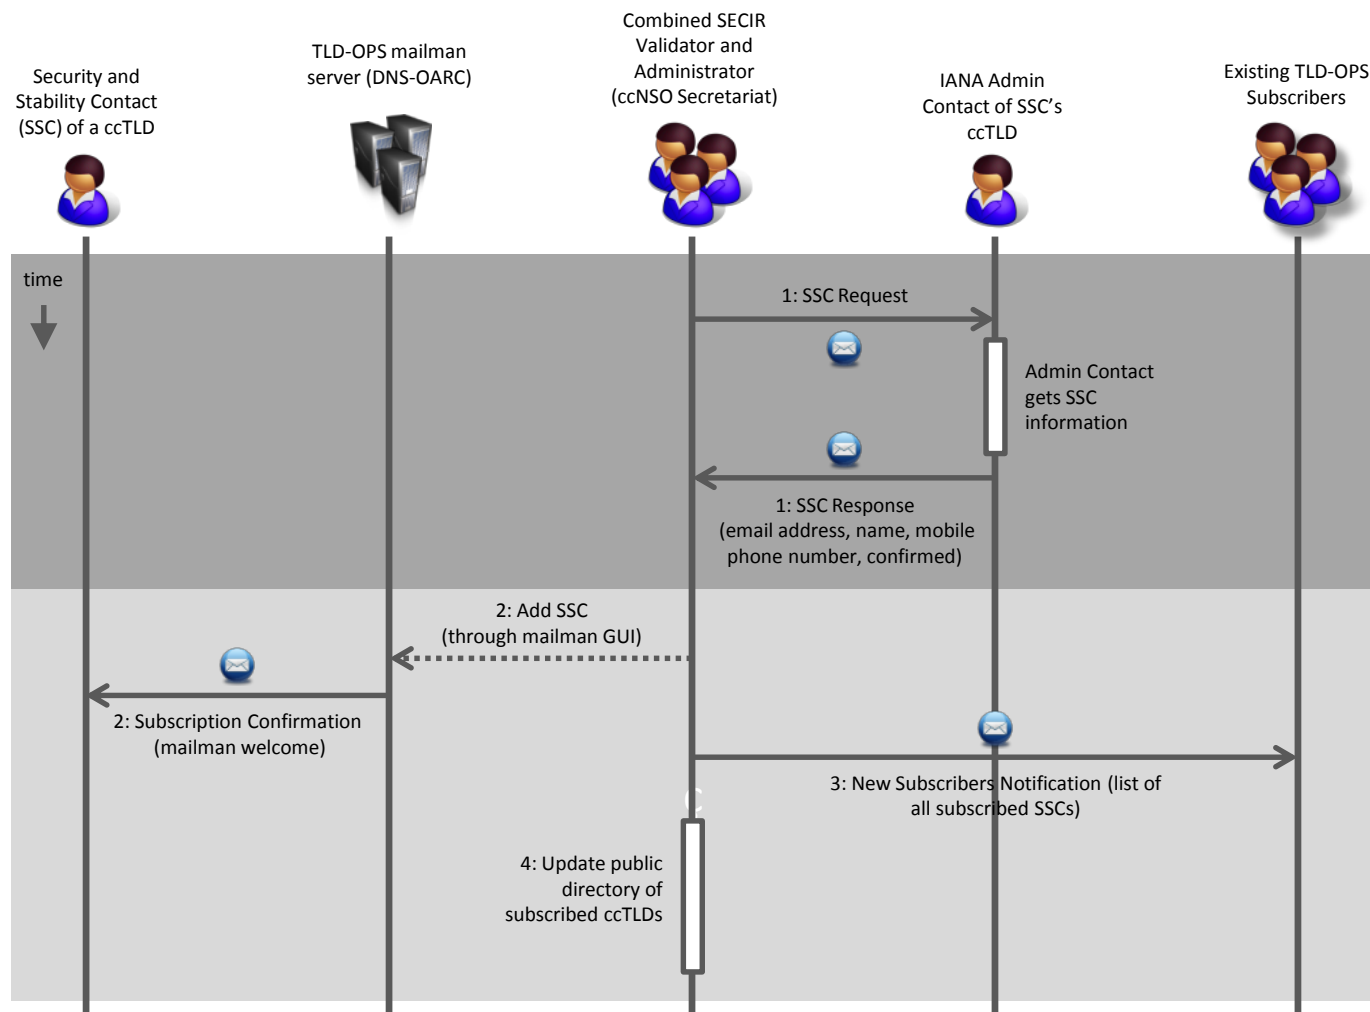 Security and
Stability Contact
(SSC) of a ccTLD
TLD-OPS mailman
server (DNS-OARC)
Combined SECIR
Validator and
Administrator
(ccNSO Secretariat)
IANA Admin
Contact of SSC’s
ccTLD
Existing TLD-OPS
Subscribers
time
1: SSC Request
Admin Contact
gets SSC
information
1: SSC Response
(email address, name, mobile
phone number, confirmed)
2: Add SSC
(through mailman GUI)
2: Subscription Confirmation
(mailman welcome)
3: New Subscribers Notification (list of
all subscribed SSCs)
C
4: Update public
directory of
subscribed ccTLDs